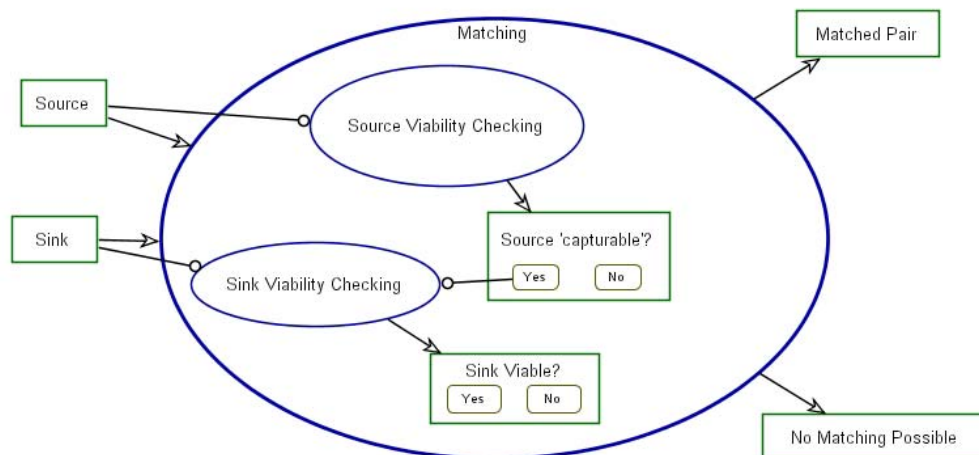 Matching
Matched Pair
Source
Source Viability Checking
Source 'capturable'?
Yes
No
Sink
Sink Viability Checking
Sink Viable?
Yes
No
No Matching Possible